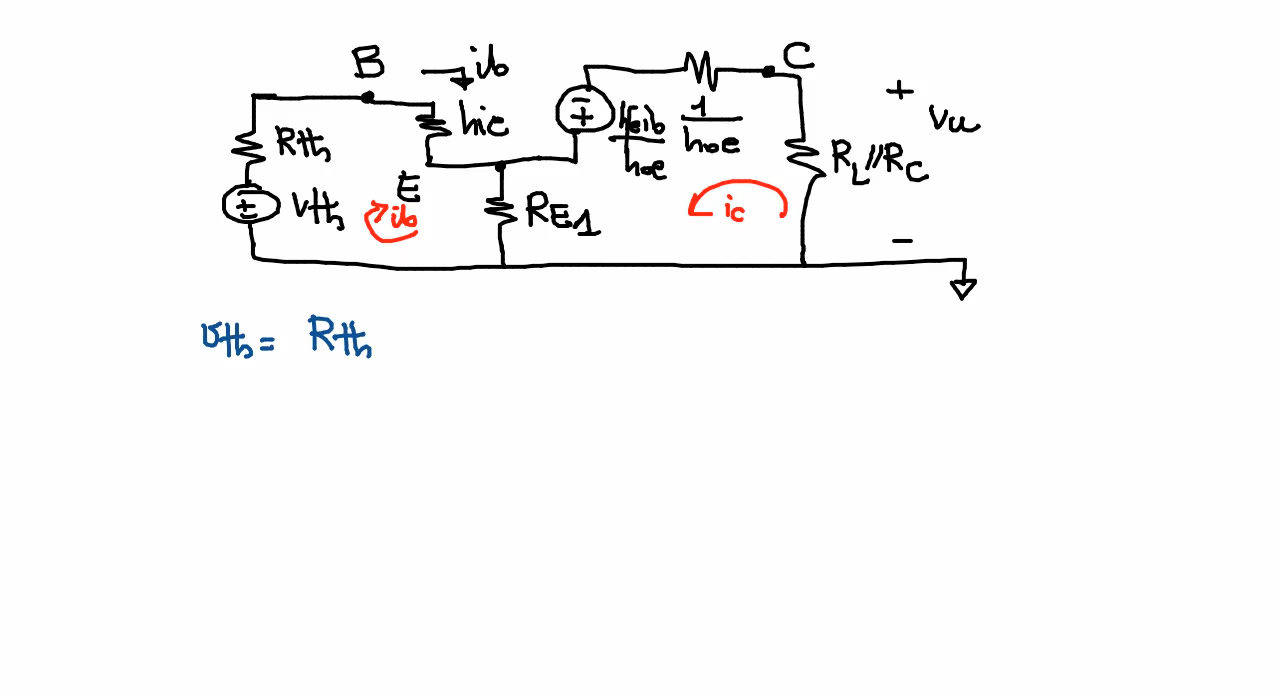 B
ib
C
+
hie
hfeib
hoe
1
hoe
vu
Rth
RL//RC
+
-
vth
E
ib
RE1
ic
-
vth = Rth